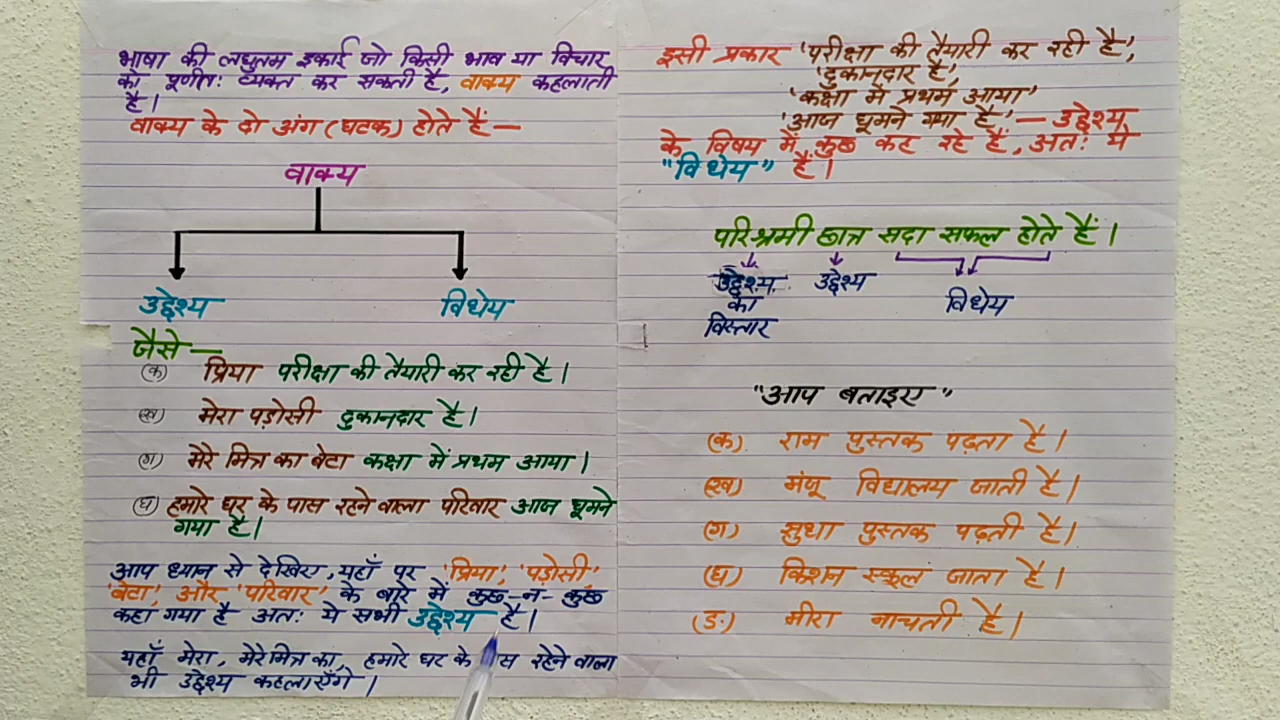 भाषा की लघुतम इकाई जो किसी भाव या विचार
को पूर्णतः व्यक्त कर सकती है, वाक्य कहलाती
है।
वाक्य के दो अंग (घटक) होते हैं —
वाक्य
उद्देश्य विधेय
जैसे —
(क) प्रिया परीक्षा की तैयारी कर रही है।
(ख) मेरा पड़ोसी दुकानदार है।
(ग) मेरे मित्र का बेटा कक्षा में प्रथम आया।
(घ) हमारे घर के पास रहने वाला परिवार आज घूमने
गया है।
आप ध्यान से देखिए, यहाँ पर 'प्रिया', 'पड़ोसी'
'बेटा', और 'परिवार' के बारे में कुछ-न-कुछ
कहा गया है अतः ये सभी उद्देश्य है।
यहाँ मेरा, मेरे मित्र का, हमारे घर के रहने वाला
भी उद्देश्य कहलाएँगे।
इसी प्रकार 'परीक्षा की तैयारी कर रही है',
'दुकानदार है',
'कक्षा में प्रथम आया'
'आज घूमने गया है' — उद्देश्य
के विषय में कुछ कह रहे हैं, अतः ये
"विधेय" हैं।
परिश्रमी छात्र सदा सफल होते हैं।
उद्देश्य उद्देश्य विधेय
का
विस्तार
"आप बताइए"
(क) राम पुस्तक पढ़ता है।
(ख) मंजू विद्यालय जाती है।
(ग) सुधा पुस्तक पढ़ती है।
(घ) किशन स्कूल जाता है।
(ङ) मीरा नाचती है।